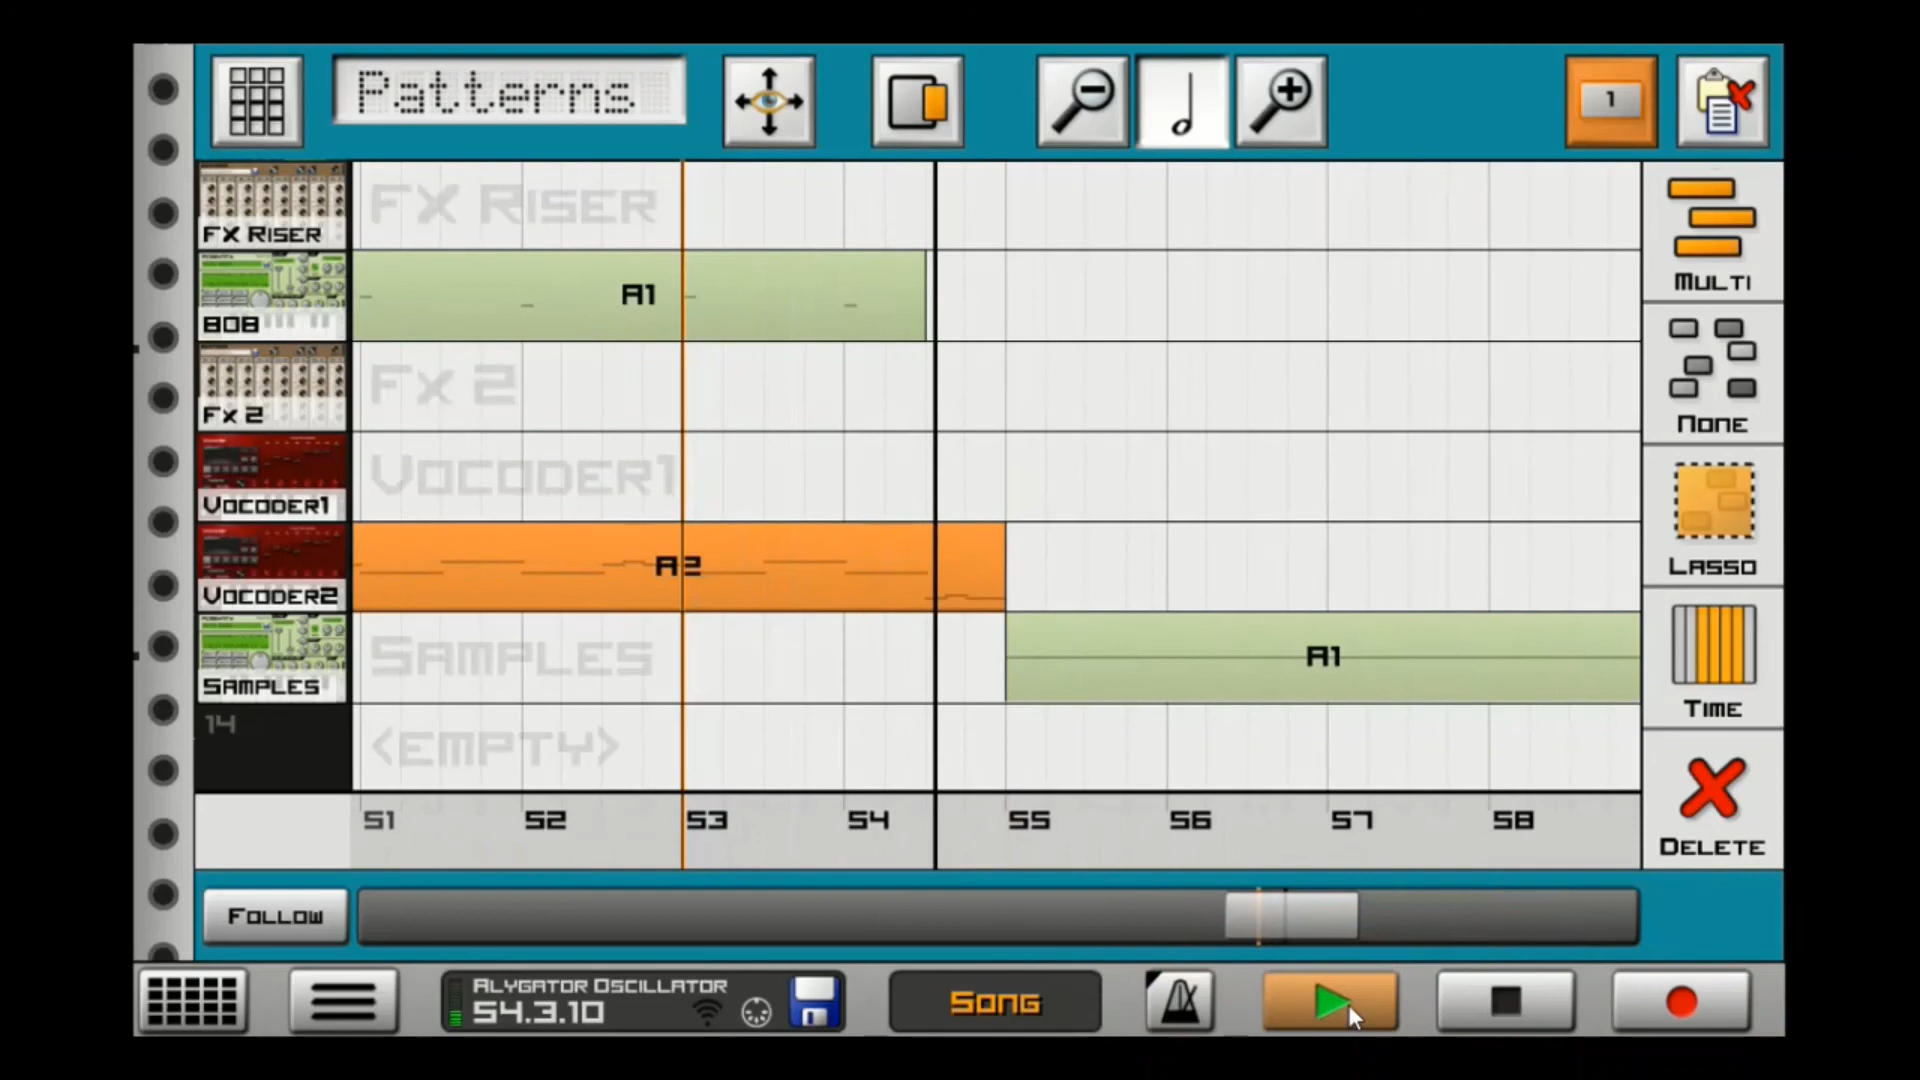 Patterns
1
FX Riser
FX Riser
808
A1
Fx 2
Fx 2
Vocoder1
Vocoder1
Vocoder2
A2
Samples
Samples
A1
14
<empty>
51 52 53 54 55 56 57 58
Multi
None
Lasso
Time
Delete
Follow
Alygator Oscillator
54.3.10
Song